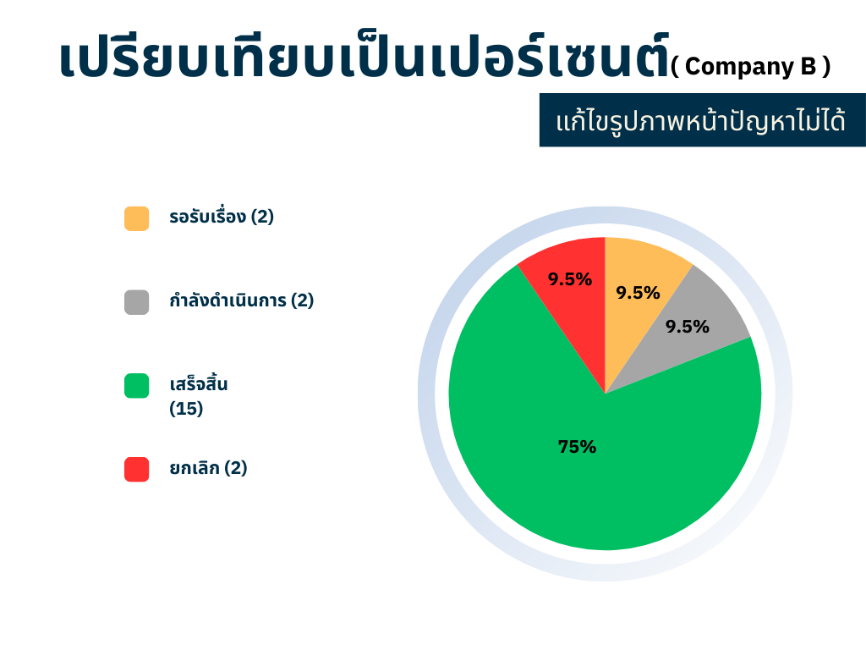 เปรียบเทียบเป็นเปอร์เซนต์( Company B )
แก้ไขรูปภาพหน้าปัญหาไม่ได้
รอรับเรื่อง (2)
กำลังดำเนินการ (2)
เสร็จสิ้น
(15)
ยกเลิก (2)
9.5%
9.5%
9.5%
75%